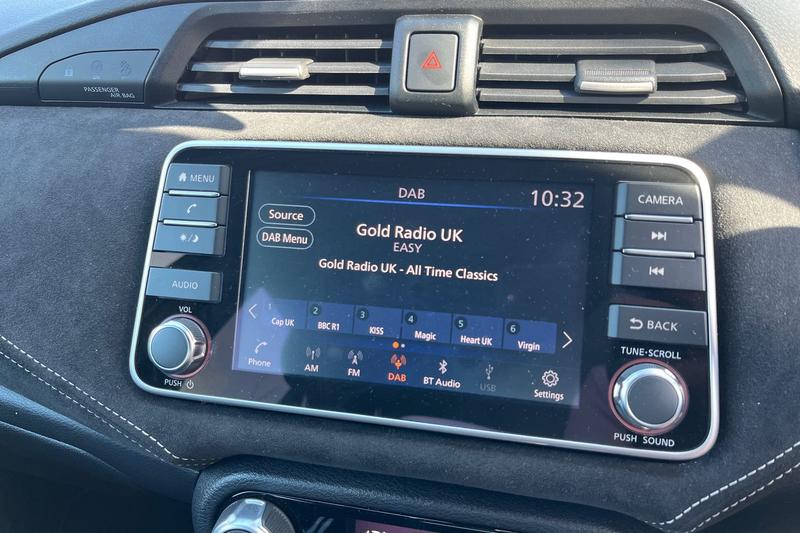 PASSENGER
AIR BAG
MENU
AUDIO
VOL
PUSH
DAB
10:32
Source
DAB Menu
Gold Radio UK
EASY
Gold Radio UK - All Time Classics
1 Cap UK
2 BBC R1
3 KISS
4 Magic
5 Heart UK
6 Virgin
Phone
AM
FM
DAB
BT Audio
USB
Settings
CAMERA
BACK
TUNE•SCROLL
PUSH SOUND